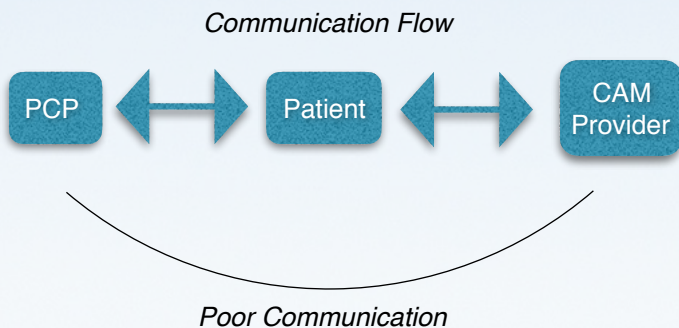 Communication Flow
PCP
Patient
CAM
Provider
Poor Communication